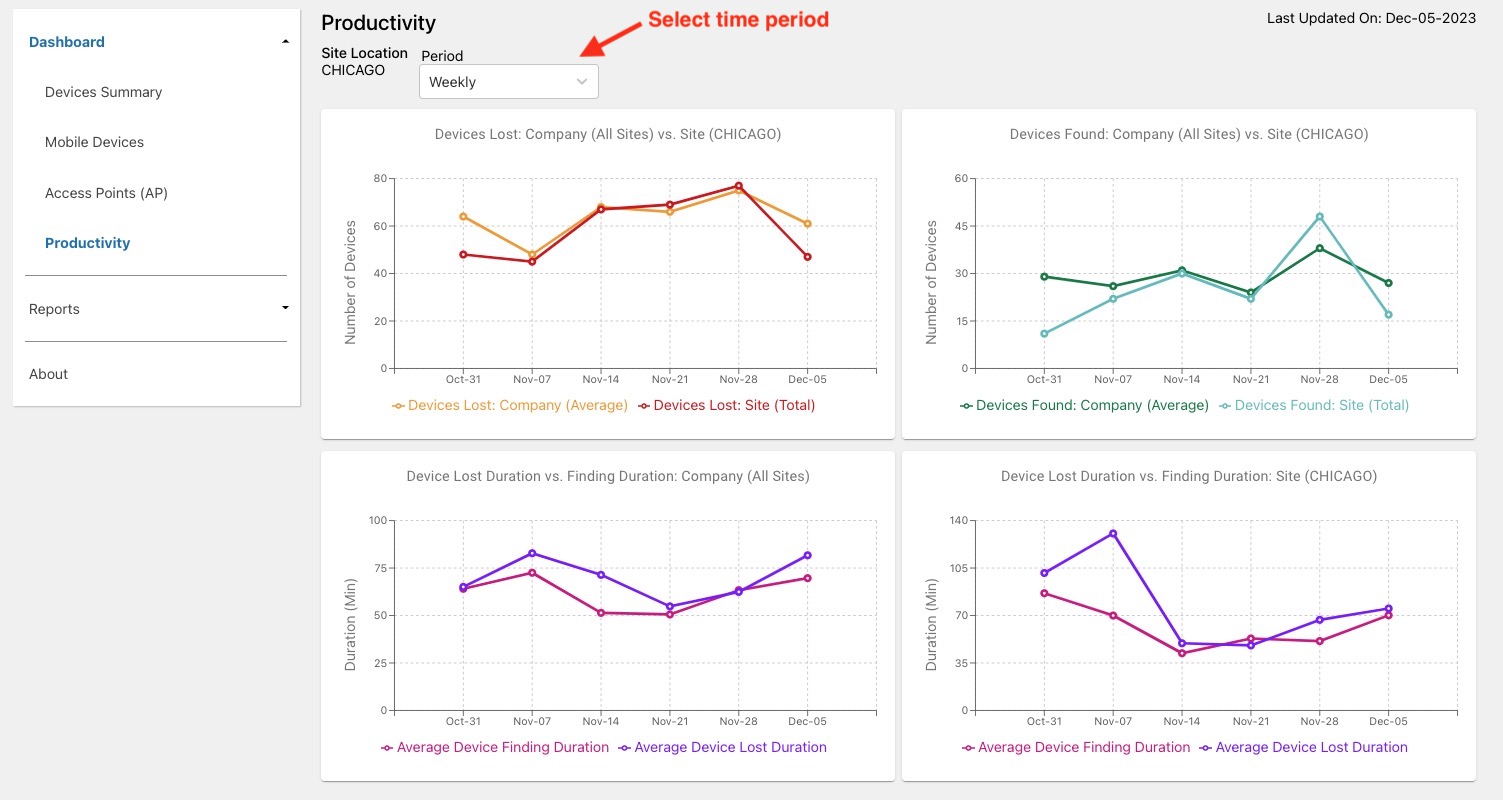 Dashboard
Devices Summary
Mobile Devices
Access Points (AP)
Productivity
Reports
About
Productivity
Select time period
Last Updated On: Dec-05-2023
Site Location
CHICAGO
Period
Weekly
Devices Lost: Company (All Sites) vs. Site (CHICAGO)
Number of Devices
80
60
40
20
0
Oct-31 Nov-07 Nov-14 Nov-21 Nov-28 Dec-05
Devices Lost: Company (Average) Devices Lost: Site (Total)
Devices Found: Company (All Sites) vs. Site (CHICAGO)
Number of Devices
60
45
30
15
0
Oct-31 Nov-07 Nov-14 Nov-21 Nov-28 Dec-05
Devices Found: Company (Average) Devices Found: Site (Total)
Device Lost Duration vs. Finding Duration: Company (All Sites)
Duration (Min)
100
75
50
25
0
Oct-31 Nov-07 Nov-14 Nov-21 Nov-28 Dec-05
Average Device Finding Duration Average Device Lost Duration
Device Lost Duration vs. Finding Duration: Site (CHICAGO)
Duration (Min)
140
105
70
35
0
Oct-31 Nov-07 Nov-14 Nov-21 Nov-28 Dec-05
Average Device Finding Duration Average Device Lost Duration